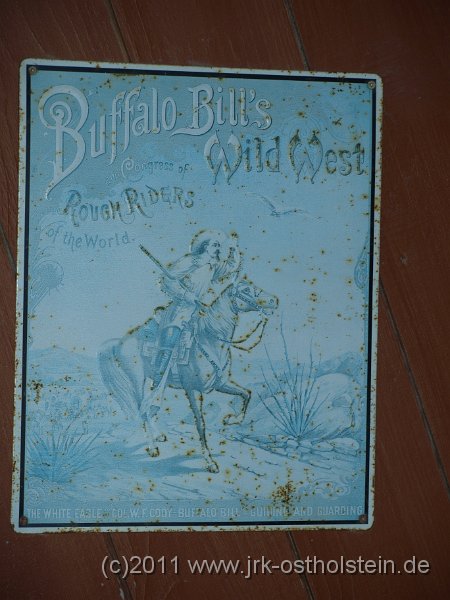 Buffalo Bill's
Wild West
and Congress of
Rough Riders
of the World.
THE WHITE EAGLE COL. W. F. CODY - BUFFALO BILL - GUIDING AND GUARDING
(c)2011 www.jrk-ostholstein.de